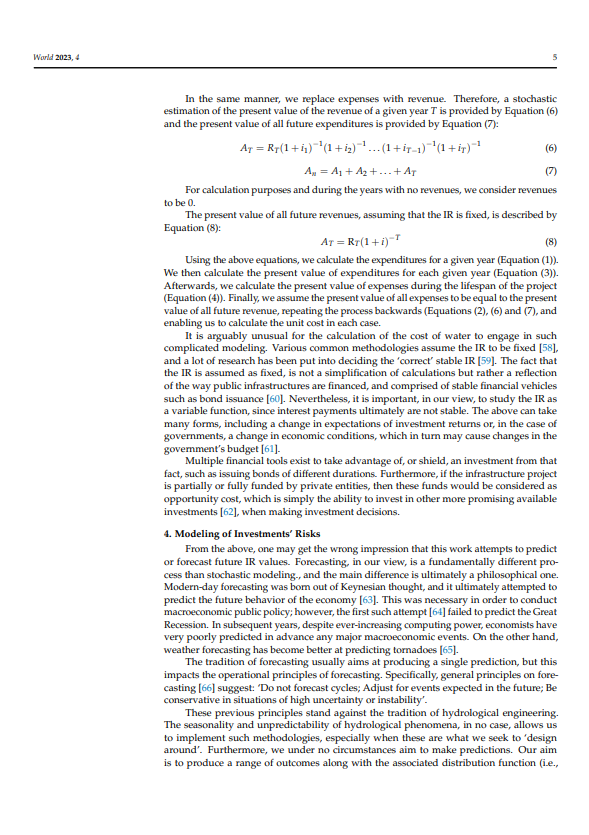 World 2023, 4
5
In the same manner, we replace expenses with revenue. Therefore, a stochastic
estimation of the present value of the revenue of a given year T is provided by Equation (6)
and the present value of all future expenditures is provided by Equation (7):
A_T = R_T(1 + i_1)^−1(1 + i_2)^−1 . . . (1 + i_T−1)^−1(1 + i_T)^−1 (6)
A_n = A_1 + A_2 + . . . + A_T (7)
For calculation purposes and during the years with no revenues, we consider revenues
to be 0.
The present value of all future revenues, assuming that the IR is fixed, is described by
Equation (8):
A_T = R_T(1 + i)^−T (8)
Using the above equations, we calculate the expenditures for a given year (Equation (1)).
We then calculate the present value of expenditures for each given year (Equation (3)).
Afterwards, we calculate the present value of expenses during the lifespan of the project
(Equation (4)). Finally, we assume the present value of all expenses to be equal to the present
value of all future revenue, repeating the process backwards (Equations (2), (6) and (7), and
enabling us to calculate the unit cost in each case.
It is arguably unusual for the calculation of the cost of water to engage in such
complicated modeling. Various common methodologies assume the IR to be fixed [58],
and a lot of research has been put into deciding the ‘correct’ stable IR [59]. The fact that
the IR is assumed as fixed, is not a simplification of calculations but rather a reflection
of the way public infrastructures are financed, and comprised of stable financial vehicles
such as bond issuance [60]. Nevertheless, it is important, in our view, to study the IR as
a variable function, since interest payments ultimately are not stable. The above can take
many forms, including a change in expectations of investment returns or, in the case of
governments, a change in economic conditions, which in turn may cause changes in the
government’s budget [61].
Multiple financial tools exist to take advantage of, or shield, an investment from that
fact, such as issuing bonds of different durations. Furthermore, if the infrastructure project
is partially or fully funded by private entities, then these funds would be considered as
opportunity cost, which is simply the ability to invest in other more promising available
investments [62], when making investment decisions.
4. Modeling of Investments’ Risks
From the above, one may get the wrong impression that this work attempts to predict
or forecast future IR values. Forecasting, in our view, is a fundamentally different pro-
cess than stochastic modeling., and the main difference is ultimately a philosophical one.
Modern-day forecasting was born out of Keynesian thought, and it ultimately attempted to
predict the future behavior of the economy [63]. This was necessary in order to conduct
macroeconomic public policy; however, the first such attempt [64] failed to predict the Great
Recession. In subsequent years, despite ever-increasing computing power, economists have
very poorly predicted in advance any major macroeconomic events. On the other hand,
weather forecasting has become better at predicting tornadoes [65].
The tradition of forecasting usually aims at producing a single prediction, but this
impacts the operational principles of forecasting. Specifically, general principles on fore-
casting [66] suggest: ‘Do not forecast cycles; Adjust for events expected in the future; Be
conservative in situations of high uncertainty or instability’.
These previous principles stand against the tradition of hydrological engineering.
The seasonality and unpredictability of hydrological phenomena, in no case, allows us
to implement such methodologies, especially when these are what we seek to ‘design
around’. Furthermore, we under no circumstances aim to make predictions. Our aim
is to produce a range of outcomes along with the associated distribution function (i.e.,